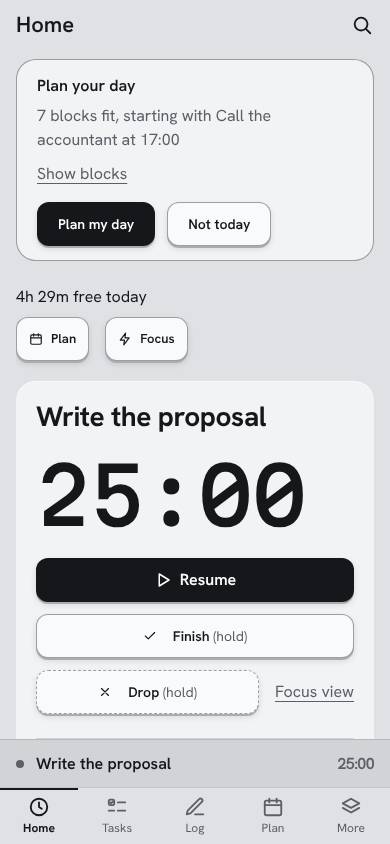 Home
Plan your day
7 blocks fit, starting with Call the
accountant at 17:00
Show blocks
Plan my day
Not today
4h 29m free today
Plan
Focus
Write the proposal
25:00
Resume
Finish (hold)
Drop (hold)
Focus view
Write the proposal
25:00
Home
Tasks
Log
Plan
More